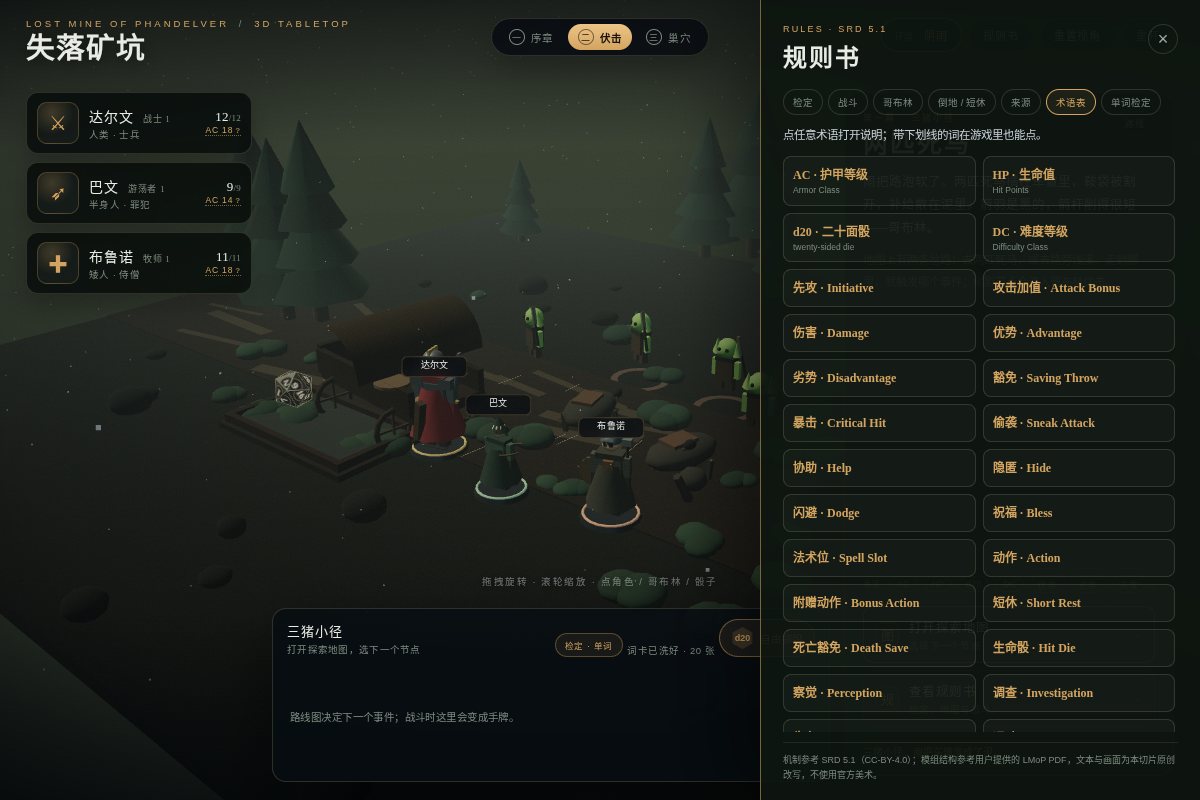 LOST MINE OF PHANDELVER / 3D TABLETOP
失落矿坑
一 序章
二 伏击
三 巢穴
达尔文 战士 1 12/12
人类 · 士兵 AC 18 ?
巴文 游荡者 1 9/9
半身人 · 罪犯 AC 14 ?
布鲁诺 牧师 1 11/11
矮人 · 侍僧 AC 18 ?
达尔文
巴文
布鲁诺
拖拽旋转 · 滚轮缩放 · 点角色 / 哥布林 / 骰子
三猪小径
打开探索地图，选下一个节点
检定 · 单词
词卡已洗好 · 20 张
d20
路线图决定下一个事件；战斗时这里会变成手牌。
RULES · SRD 5.1
规则书
✕
检定 战斗 哥布林 倒地 / 短休 来源 术语表 单词检定
点任意术语打开说明；带下划线的词在游戏里也能点。
AC · 护甲等级
Armor Class
HP · 生命值
Hit Points
d20 · 二十面骰
twenty-sided die
DC · 难度等级
Difficulty Class
先攻 · Initiative
攻击加值 · Attack Bonus
伤害 · Damage
优势 · Advantage
劣势 · Disadvantage
豁免 · Saving Throw
暴击 · Critical Hit
偷袭 · Sneak Attack
协助 · Help
隐匿 · Hide
闪避 · Dodge
祝福 · Bless
法术位 · Spell Slot
动作 · Action
附赠动作 · Bonus Action
短休 · Short Rest
死亡豁免 · Death Save
生命骰 · Hit Die
察觉 · Perception
调查 · Investigation
机制参考 SRD 5.1（CC-BY-4.0）；模组结构参考用户提供的 LMoP PDF，文本与画面为本切片原创
改写，不使用官方美术。